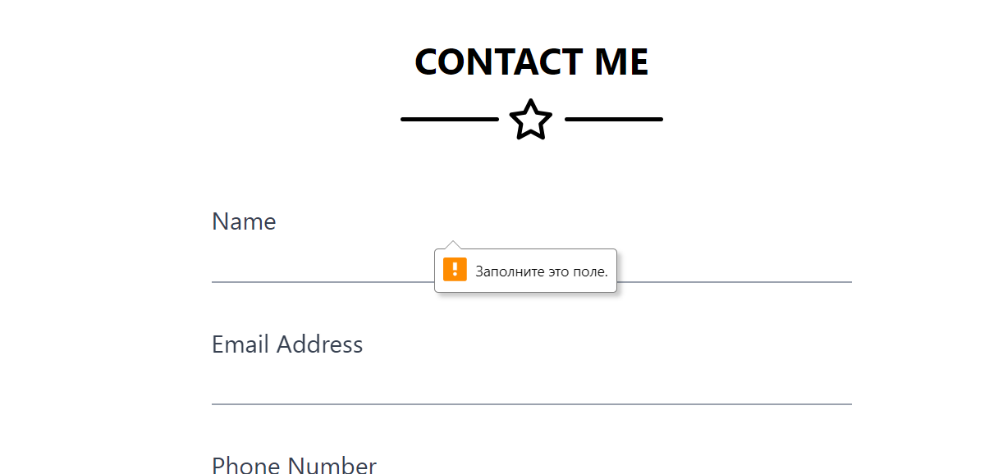 CONTACT ME
Name
Заполните это поле.
Email Address
Phone Number